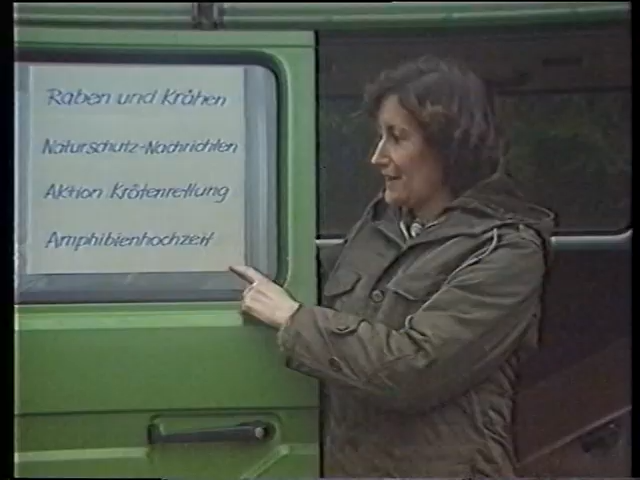 Raben und Krähen
Naturschutz-Nachrichten
Aktion Krötenrettung
Amphibienhochzeit